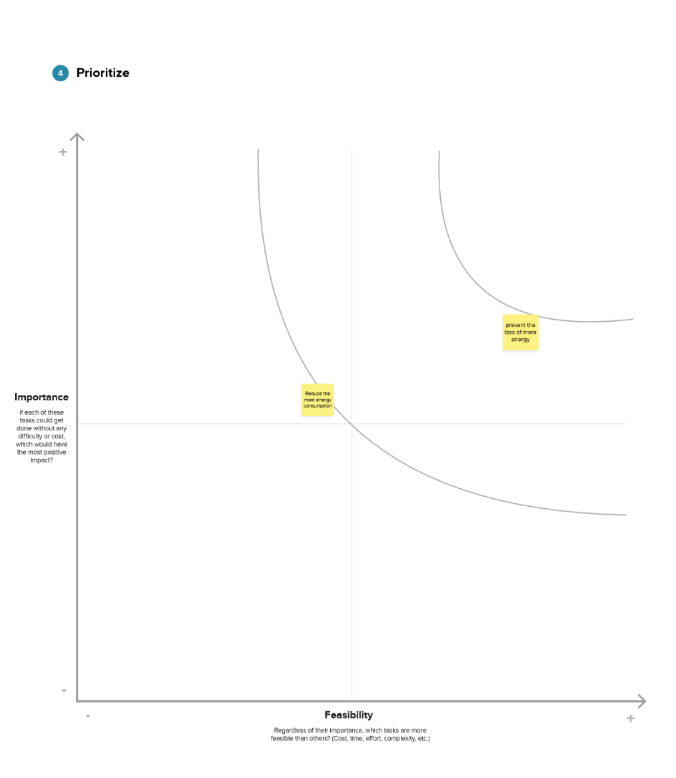 4 Prioritize
+
prevent the
loss of more
energy
Reduce the
most energy
consumption
Importance
If each of these
tasks could get
done without any
difficulty or cost,
which would have
the most positive
impact?
-
-
Feasibility
+
Regardless of their importance, which tasks are more
feasible than others? (Cost, time, effort, complexity, etc.)